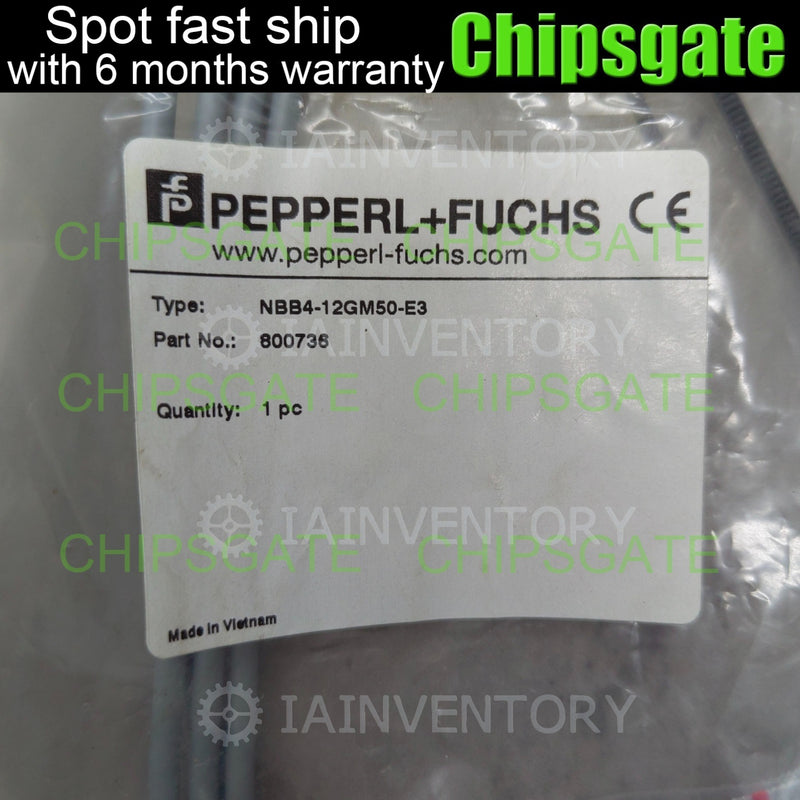 Spot fast ship
with 6 months warranty
Chipsgate
IAINVENTORY
PEPPERL+FUCHS CE
CHIPSGATE CHIPSGATE
www.pepperl-fuchs.com
Type: NBB4-12GM50-E3
IAINVENTORY
Part No.: 800736
CHIPSGATE CHIPSGATE
Quantity: 1 pc
IAINVENTORY
CHIPSGATE CHIPSGATE
Made in Vietnam
IAINVENTORY